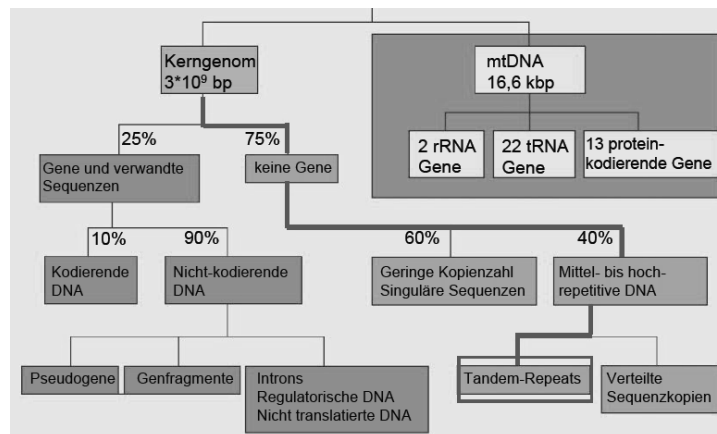 Kerngenom
3*10⁹ bp
mtDNA
16,6 kbp
25%
75%
2 rRNA
Gene
22 tRNA
Gene
13 protein-
kodierende Gene
Gene und verwandte
Sequenzen
keine Gene
10%
90%
60%
40%
Kodierende
DNA
Nicht-kodierende
DNA
Geringe Kopienzahl
Singuläre Sequenzen
Mittel- bis hoch-
repetitive DNA
Pseudogene
Genfragmente
Introns
Regulatorische DNA
Nicht translatierte DNA
Tandem-Repeats
Verteilte
Sequenzkopien